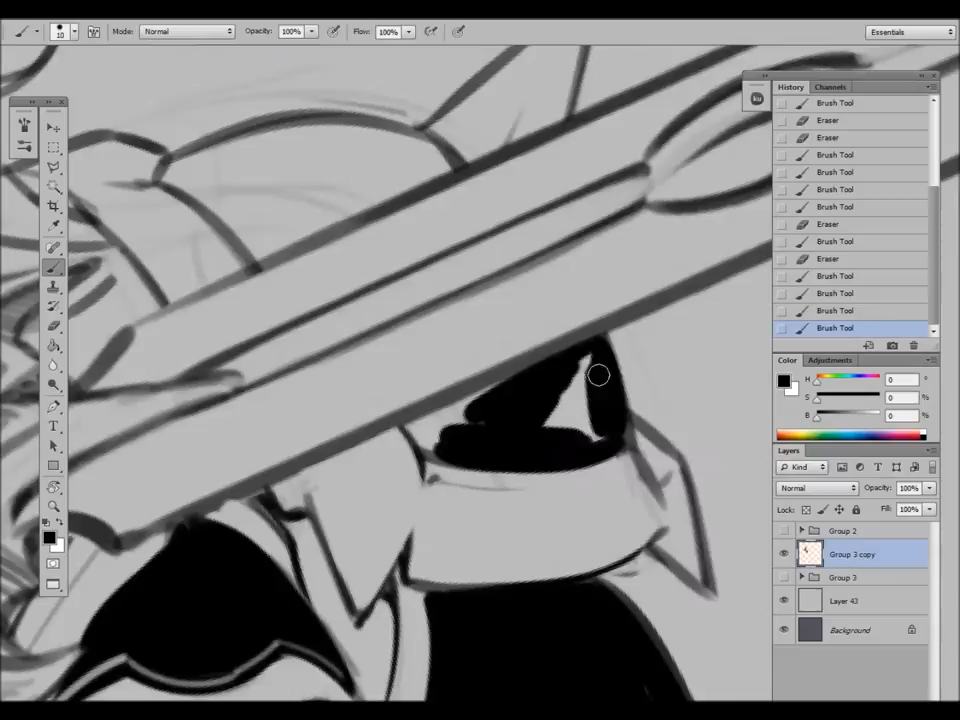 10 Mode: Normal Opacity: 100% Flow: 100% Essentials
History Channels
ku
Brush Tool
Eraser
Eraser
Brush Tool
Brush Tool
Brush Tool
Brush Tool
Eraser
Brush Tool
Eraser
Brush Tool
Brush Tool
Brush Tool
Brush Tool
Color Adjustments
H 0 °
S 0 %
B 0 %
Layers
Kind
Normal Opacity: 100%
Lock: Fill: 100%
Group 2
Group 3 copy
Group 3
Layer 43
Background
T